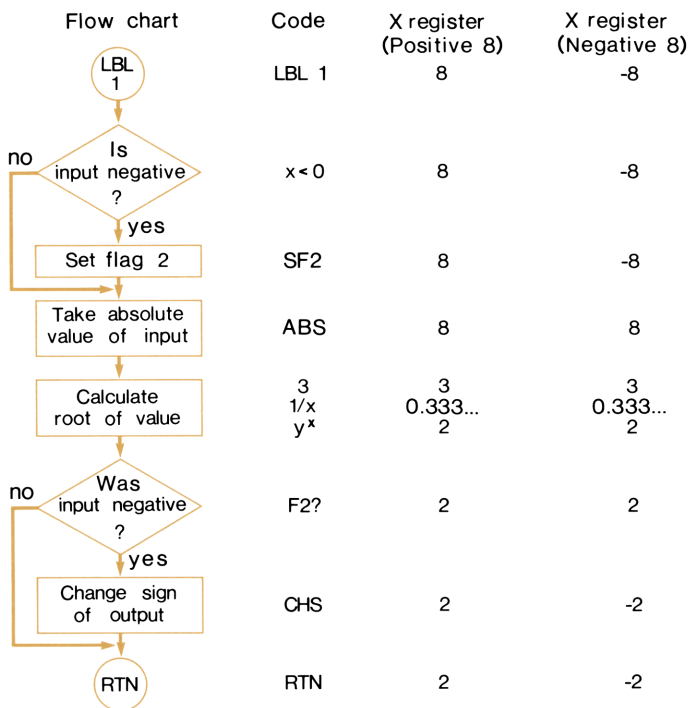 Flow chart Code X register X register
(Positive 8) (Negative 8)
LBL
1 LBL 1 8 -8
Is
no input negative x<0 8 -8
?
yes
Set flag 2 SF2 8 -8
Take absolute
value of input ABS 8 8
3 3 3
Calculate 1/x 0.333... 0.333...
root of value yˣ 2 2
Was
no input negative F2? 2 2
?
yes
Change sign
of output CHS 2 -2
RTN RTN 2 -2